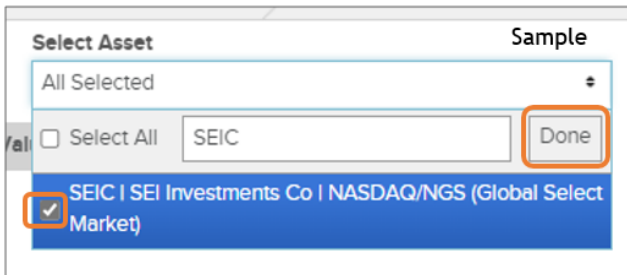 Select Asset Sample
All Selected
Select All SEIC Done
SEIC | SEI Investments Co | NASDAQ/NGS (Global Select
Market)